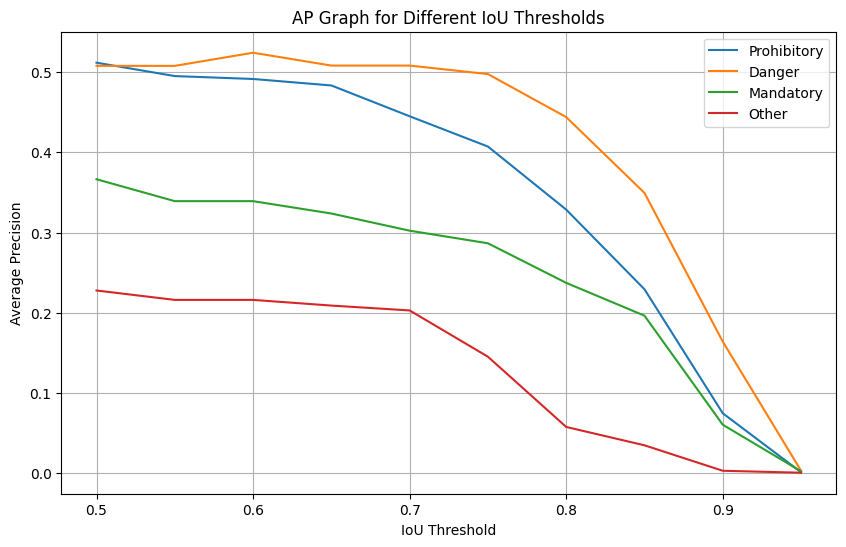 AP Graph for Different IoU Thresholds
Prohibitory
Danger
Mandatory
Other
Average Precision
0.5
0.4
0.3
0.2
0.1
0.0
0.5
0.6
0.7
0.8
0.9
IoU Threshold